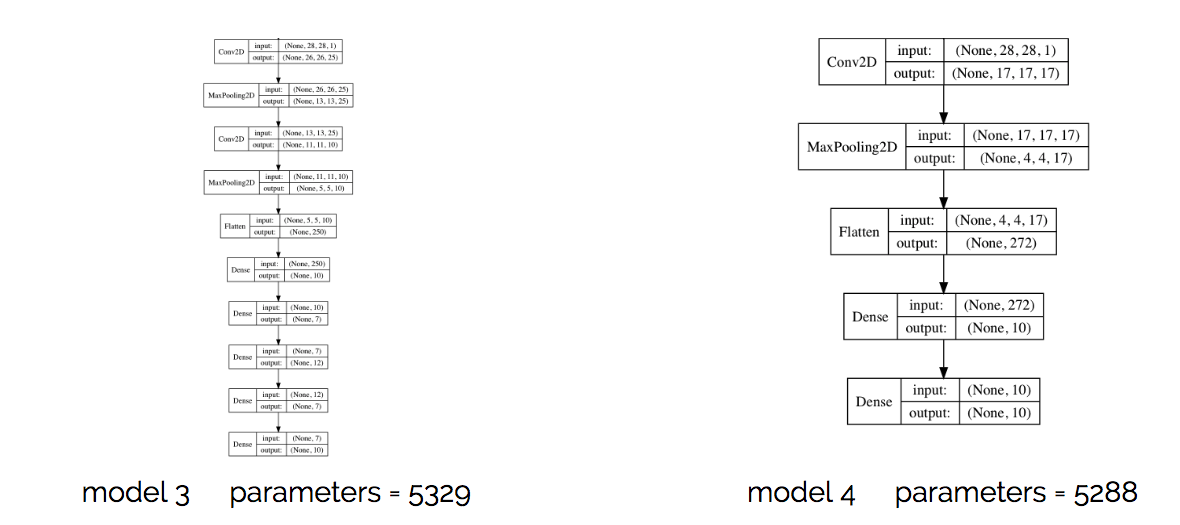 Conv2D input: (None, 28, 28, 1)
output: (None, 26, 26, 25)
MaxPooling2D input: (None, 26, 26, 25)
output: (None, 13, 13, 25)
Conv2D input: (None, 13, 13, 25)
output: (None, 11, 11, 10)
MaxPooling2D input: (None, 11, 11, 10)
output: (None, 5, 5, 10)
Flatten input: (None, 5, 5, 10)
output: (None, 250)
Dense input: (None, 250)
output: (None, 10)
Dense input: (None, 10)
output: (None, 7)
Dense input: (None, 7)
output: (None, 12)
Dense input: (None, 12)
output: (None, 7)
Dense input: (None, 7)
output: (None, 10)
model 3 parameters = 5329
Conv2D input: (None, 28, 28, 1)
output: (None, 17, 17, 17)
MaxPooling2D input: (None, 17, 17, 17)
output: (None, 4, 4, 17)
Flatten input: (None, 4, 4, 17)
output: (None, 272)
Dense input: (None, 272)
output: (None, 10)
Dense input: (None, 10)
output: (None, 10)
model 4 parameters = 5288